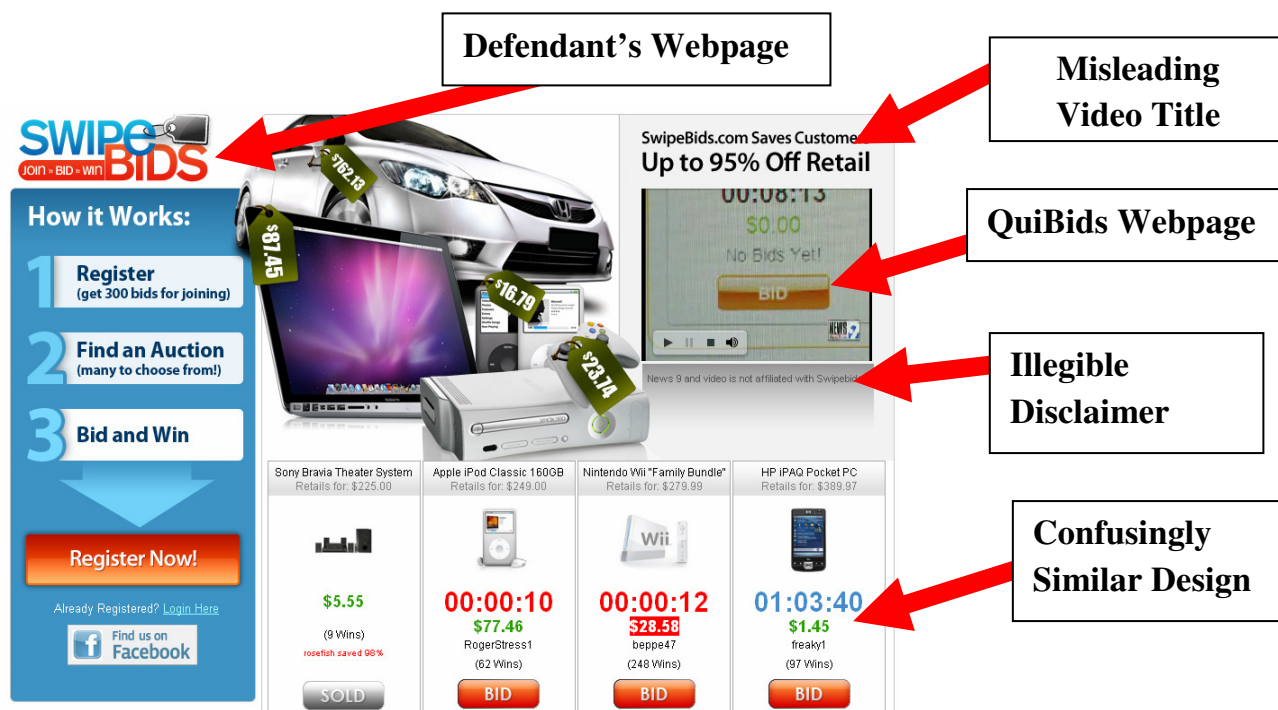 Defendant's Webpage
Misleading
Video Title
QuiBids Webpage
Illegible
Disclaimer
Confusingly
Similar Design
SWIPE
BIDS
JOIN » BID » WIN
How it Works:
1
Register
(get 300 bids for joining)
2
Find an Auction
(many to choose from!)
3
Bid and Win
Register Now!
Already Registered? Login Here
Find us on
Facebook
$762.13
$87.45
$16.79
$23.74
SwipeBids.com Saves Customers
Up to 95% Off Retail
00:08:13
$0.00
No Bids Yet!
BID
NEWS 9
News 9 and video is not affiliated with Swipebids
Sony Bravia Theater System
Retails for: $225.00
$5.55
(9 Wins)
rosefish saved 98%
SOLD
Apple iPod Classic 160GB
Retails for: $249.00
00:00:10
$77.46
RogerStress1
(62 Wins)
BID
Nintendo Wii "Family Bundle"
Retails for: $279.99
Wii
00:00:12
$28.58
beppe47
(248 Wins)
BID
HP iPAQ Pocket PC
Retails for: $389.97
01:03:40
$1.45
freaky1
(97 Wins)
BID